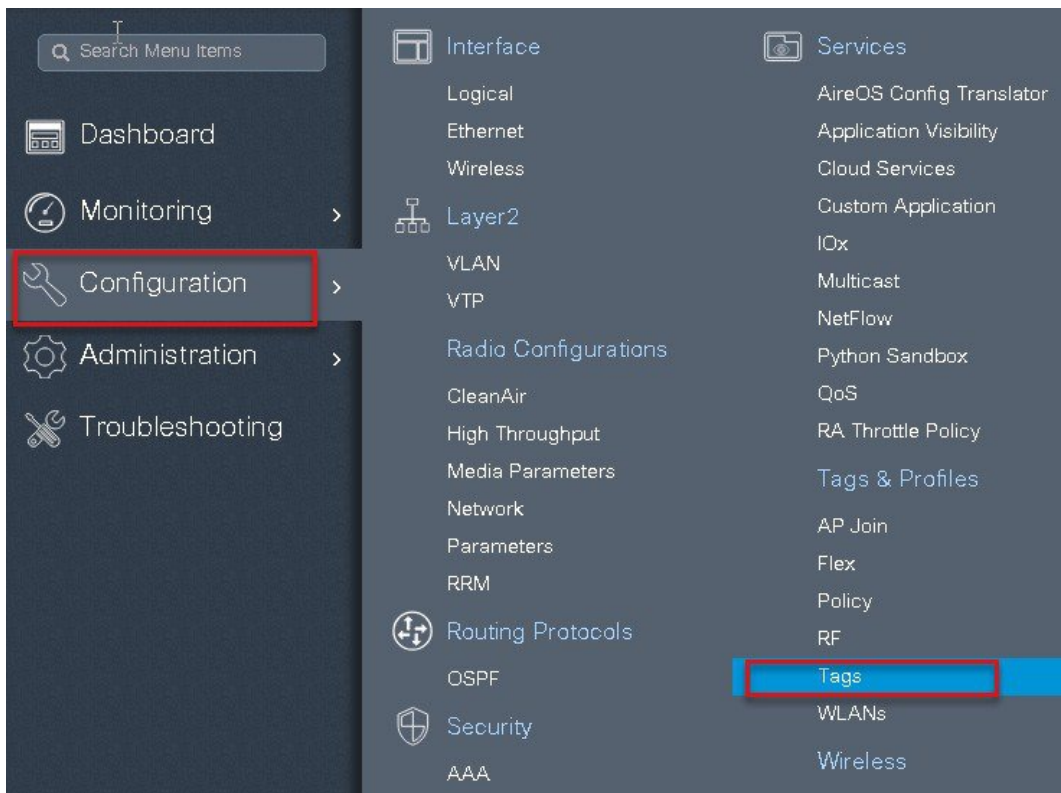 Search Menu Items
Dashboard
Monitoring
Configuration
Administration
Troubleshooting
Interface
Logical
Ethernet
Wireless
Layer2
VLAN
VTP
Radio Configurations
CleanAir
High Throughput
Media Parameters
Network
Parameters
RRM
Routing Protocols
OSPF
Security
AAA
Services
AireOS Config Translator
Application Visibility
Cloud Services
Custom Application
IOx
Multicast
NetFlow
Python Sandbox
QoS
RA Throttle Policy
Tags & Profiles
AP Join
Flex
Policy
RF
Tags
WLANs
Wireless